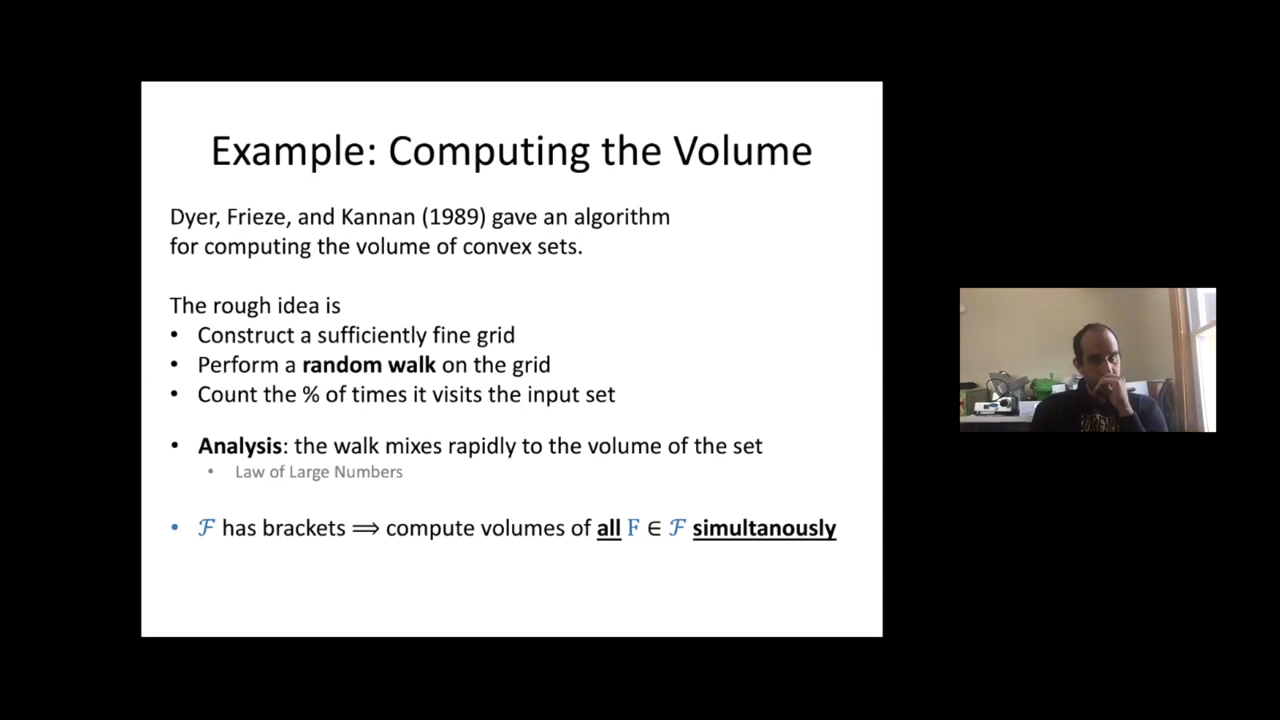 Example: Computing the Volume
Dyer, Frieze, and Kannan (1989) gave an algorithm
for computing the volume of convex sets.
The rough idea is
• Construct a sufficiently fine grid
• Perform a random walk on the grid
• Count the % of times it visits the input set
• Analysis: the walk mixes rapidly to the volume of the set
• Law of Large Numbers
• ℱ has brackets ⟹ compute volumes of all F ∈ ℱ simultanously